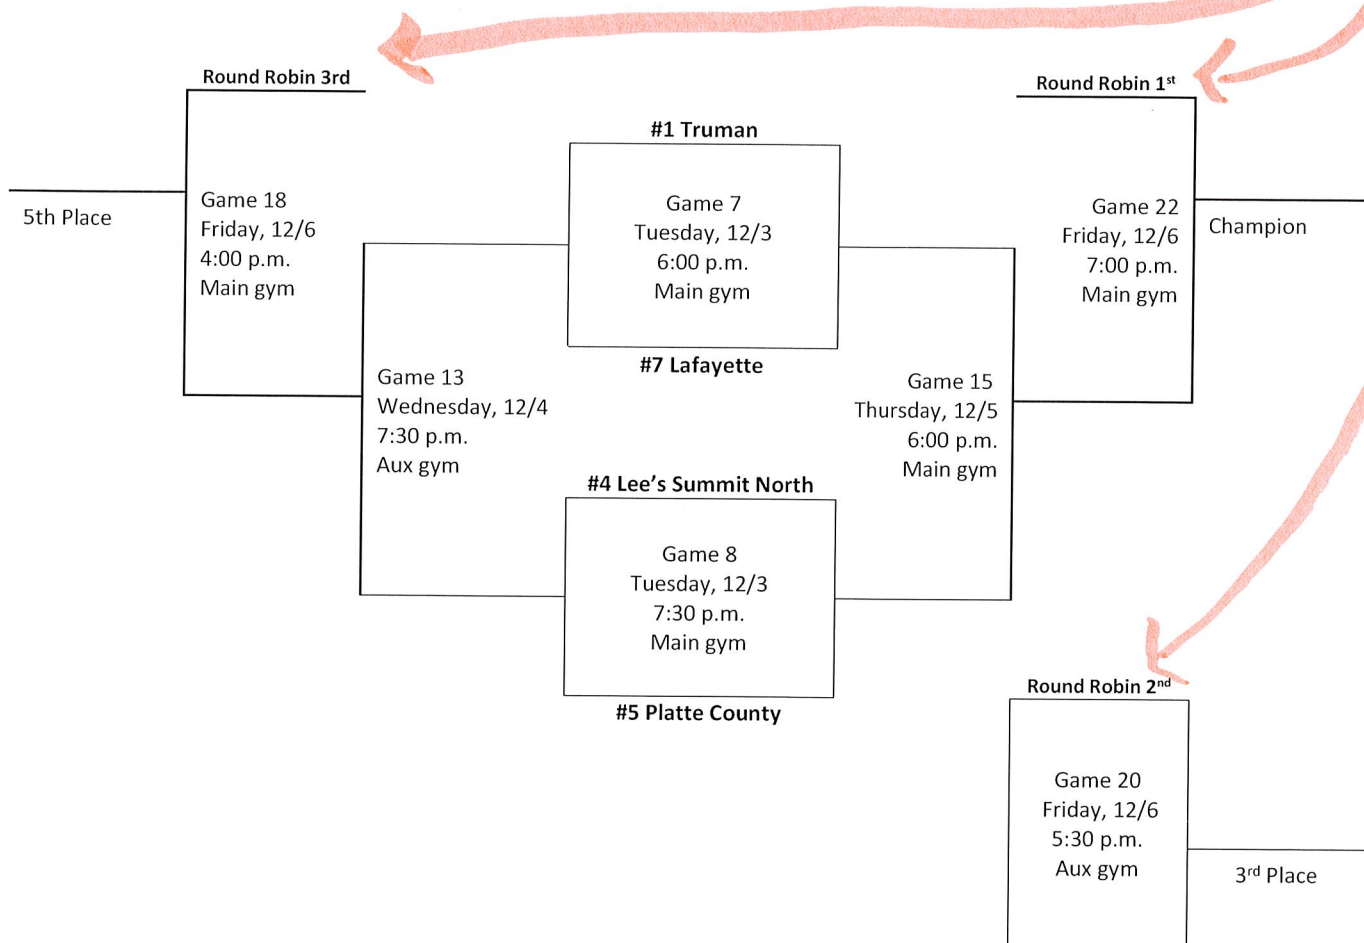 Round Robin 3rd
Round Robin 1st
#1 Truman
Game 18
Friday, 12/6
4:00 p.m.
Main gym
5th Place
Game 7
Tuesday, 12/3
6:00 p.m.
Main gym
Game 22
Friday, 12/6
7:00 p.m.
Main gym
Champion
#7 Lafayette
Game 13
Wednesday, 12/4
7:30 p.m.
Aux gym
Game 15
Thursday, 12/5
6:00 p.m.
Main gym
#4 Lee’s Summit North
Game 8
Tuesday, 12/3
7:30 p.m.
Main gym
#5 Platte County
Round Robin 2nd
Game 20
Friday, 12/6
5:30 p.m.
Aux gym
3rd Place